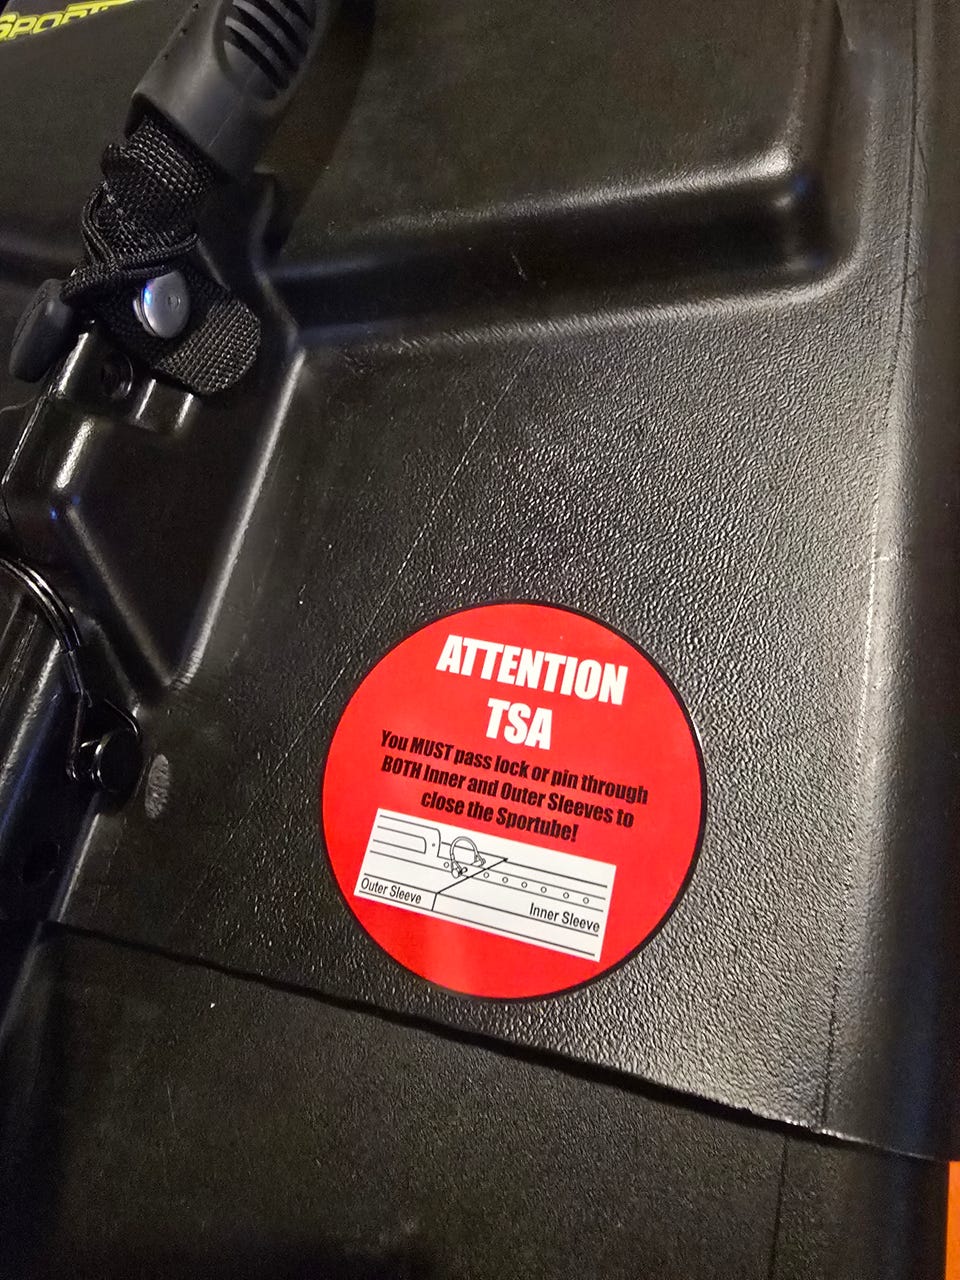 ATTENTION
TSA
You MUST pass lock or pin through
BOTH Inner and Outer Sleeves to
close the Sportube!
Outer Sleeve
Inner Sleeve